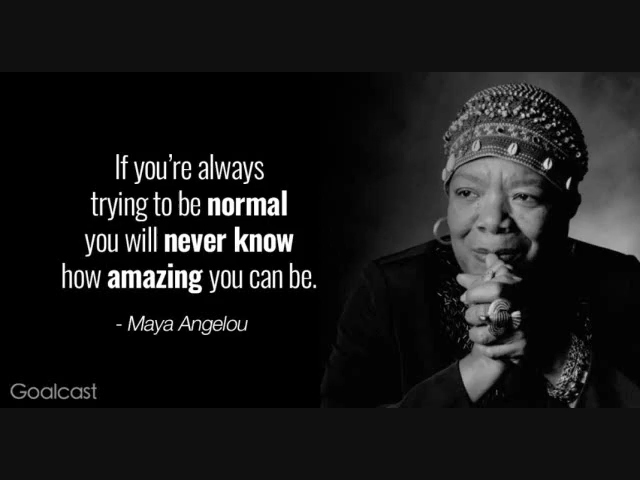 If you're always
trying to be normal
you will never know
how amazing you can be.
- Maya Angelou
Goalcast